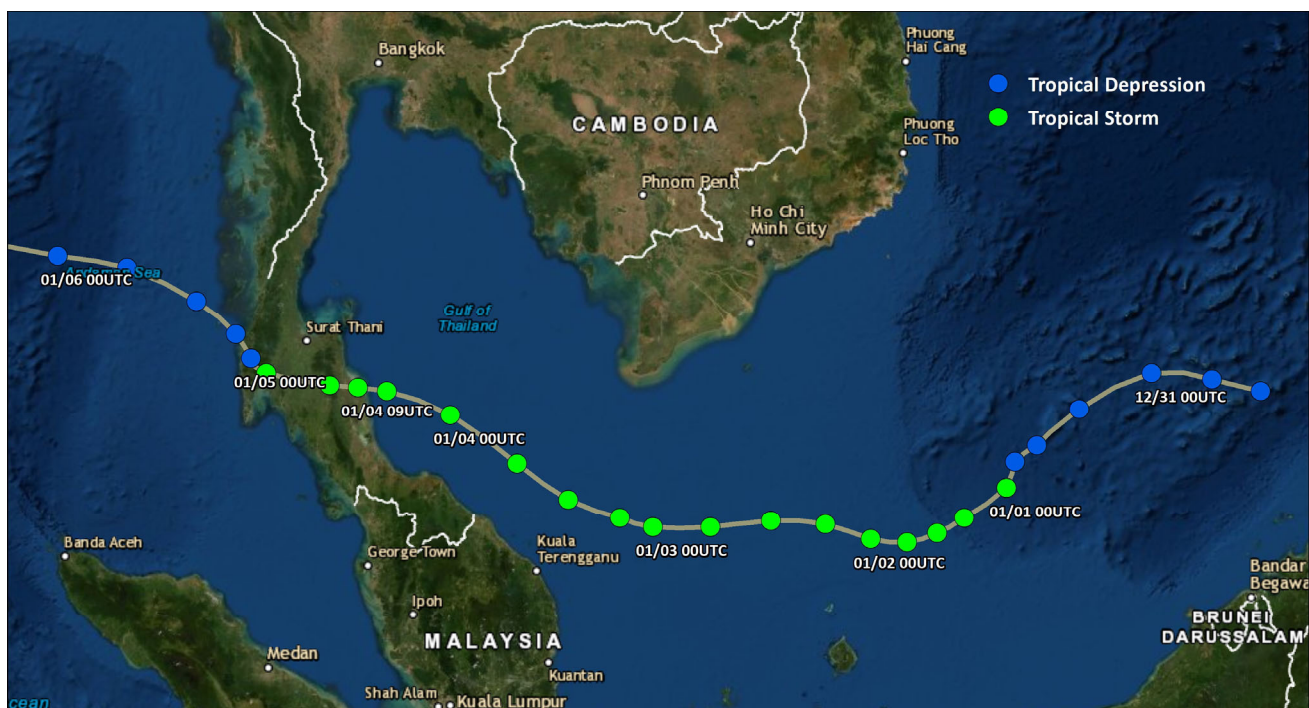 Phuong
Hai Cang
Bangkok
Tropical Depression
Tropical Storm
CAMBODIA
Phuong
Loc Tho
Phnom Penh
Ho Chi
Minh City
Andaman Sea
01/06 00UTC
Gulf of
Thailand
Surat Thani
01/05 00UTC
01/04 09UTC
01/04 00UTC
12/31 00UTC
01/01 00UTC
01/03 00UTC
01/02 00UTC
Banda Aceh
George Town
Kuala
Terengganu
Bandar
Begawa
Ipoh
MALAYSIA
BRUNEI
DARUSSALAM
Medan
Kuantan
Shah Alam
Kuala Lumpur
cean